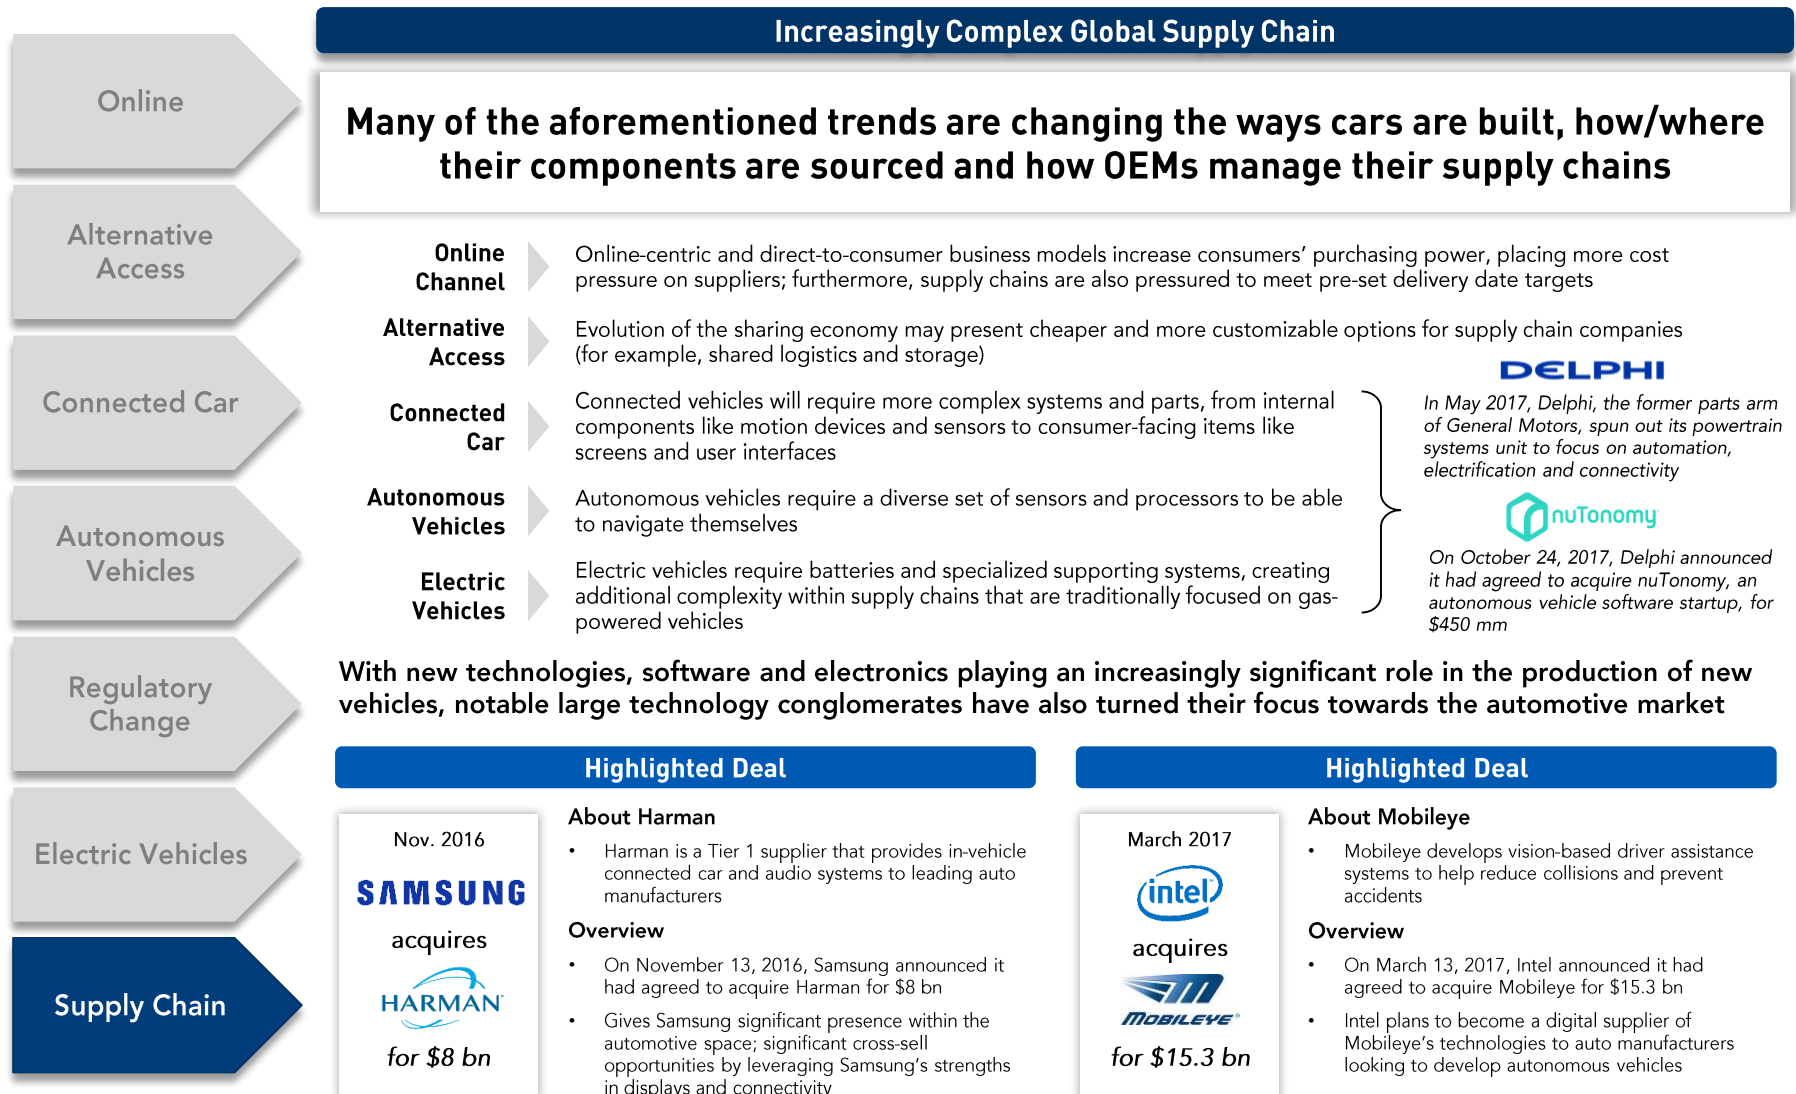 Increasingly Complex Global Supply Chain
Online
Alternative
Access
Connected Car
Autonomous
Vehicles
Regulatory
Change
Electric Vehicles
Supply Chain
Many of the aforementioned trends are changing the ways cars are built, how/where
their components are sourced and how OEMs manage their supply chains
Online
Channel
Online-centric and direct-to-consumer business models increase consumers’ purchasing power, placing more cost
pressure on suppliers; furthermore, supply chains are also pressured to meet pre-set delivery date targets
Alternative
Access
Evolution of the sharing economy may present cheaper and more customizable options for supply chain companies
(for example, shared logistics and storage)
Connected
Car
Connected vehicles will require more complex systems and parts, from internal
components like motion devices and sensors to consumer-facing items like
screens and user interfaces
Autonomous
Vehicles
Autonomous vehicles require a diverse set of sensors and processors to be able
to navigate themselves
Electric
Vehicles
Electric vehicles require batteries and specialized supporting systems, creating
additional complexity within supply chains that are traditionally focused on gas-
powered vehicles
DELPHI
In May 2017, Delphi, the former parts arm
of General Motors, spun out its powertrain
systems unit to focus on automation,
electrification and connectivity
nuTonomy
On October 24, 2017, Delphi announced
it had agreed to acquire nuTonomy, an
autonomous vehicle software startup, for
$450 mm
With new technologies, software and electronics playing an increasingly significant role in the production of new
vehicles, notable large technology conglomerates have also turned their focus towards the automotive market
Highlighted Deal
Nov. 2016
SAMSUNG
acquires
HARMAN
for $8 bn
About Harman
• Harman is a Tier 1 supplier that provides in-vehicle
connected car and audio systems to leading auto
manufacturers
Overview
• On November 13, 2016, Samsung announced it
had agreed to acquire Harman for $8 bn
• Gives Samsung significant presence within the
automotive space; significant cross-sell
opportunities by leveraging Samsung’s strengths
in displays and connectivity
Highlighted Deal
March 2017
intel
acquires
MOBILEYE
for $15.3 bn
About Mobileye
• Mobileye develops vision-based driver assistance
systems to help reduce collisions and prevent
accidents
Overview
• On March 13, 2017, Intel announced it had
agreed to acquire Mobileye for $15.3 bn
• Intel plans to become a digital supplier of
Mobileye’s technologies to auto manufacturers
looking to develop autonomous vehicles